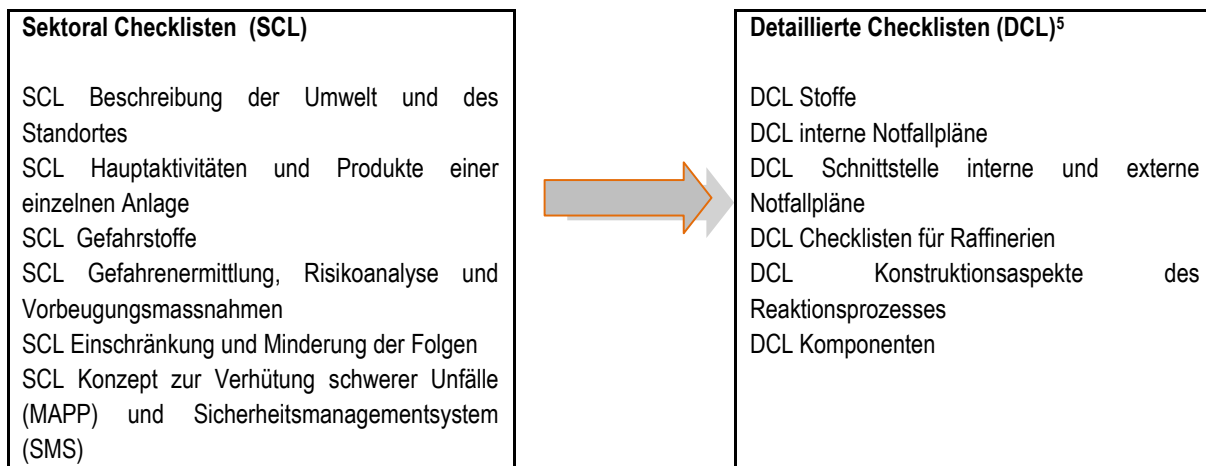 Sektoral Checklisten (SCL)
SCL Beschreibung der Umwelt und des
Standortes
SCL Hauptaktivitäten und Produkte einer
einzelnen Anlage
SCL Gefahrstoffe
SCL Gefahrenermittlung, Risikoanalyse und
Vorbeugungsmassnahmen
SCL Einschränkung und Minderung der Folgen
SCL Konzept zur Verhütung schwerer Unfälle
(MAPP) und Sicherheitsmanagementsystem
(SMS)
Detaillierte Checklisten (DCL)⁵
DCL Stoffe
DCL interne Notfallpläne
DCL Schnittstelle interne und externe
Notfallpläne
DCL Checklisten für Raffinerien
DCL Konstruktionsaspekte des
Reaktionsprozesses
DCL Komponenten